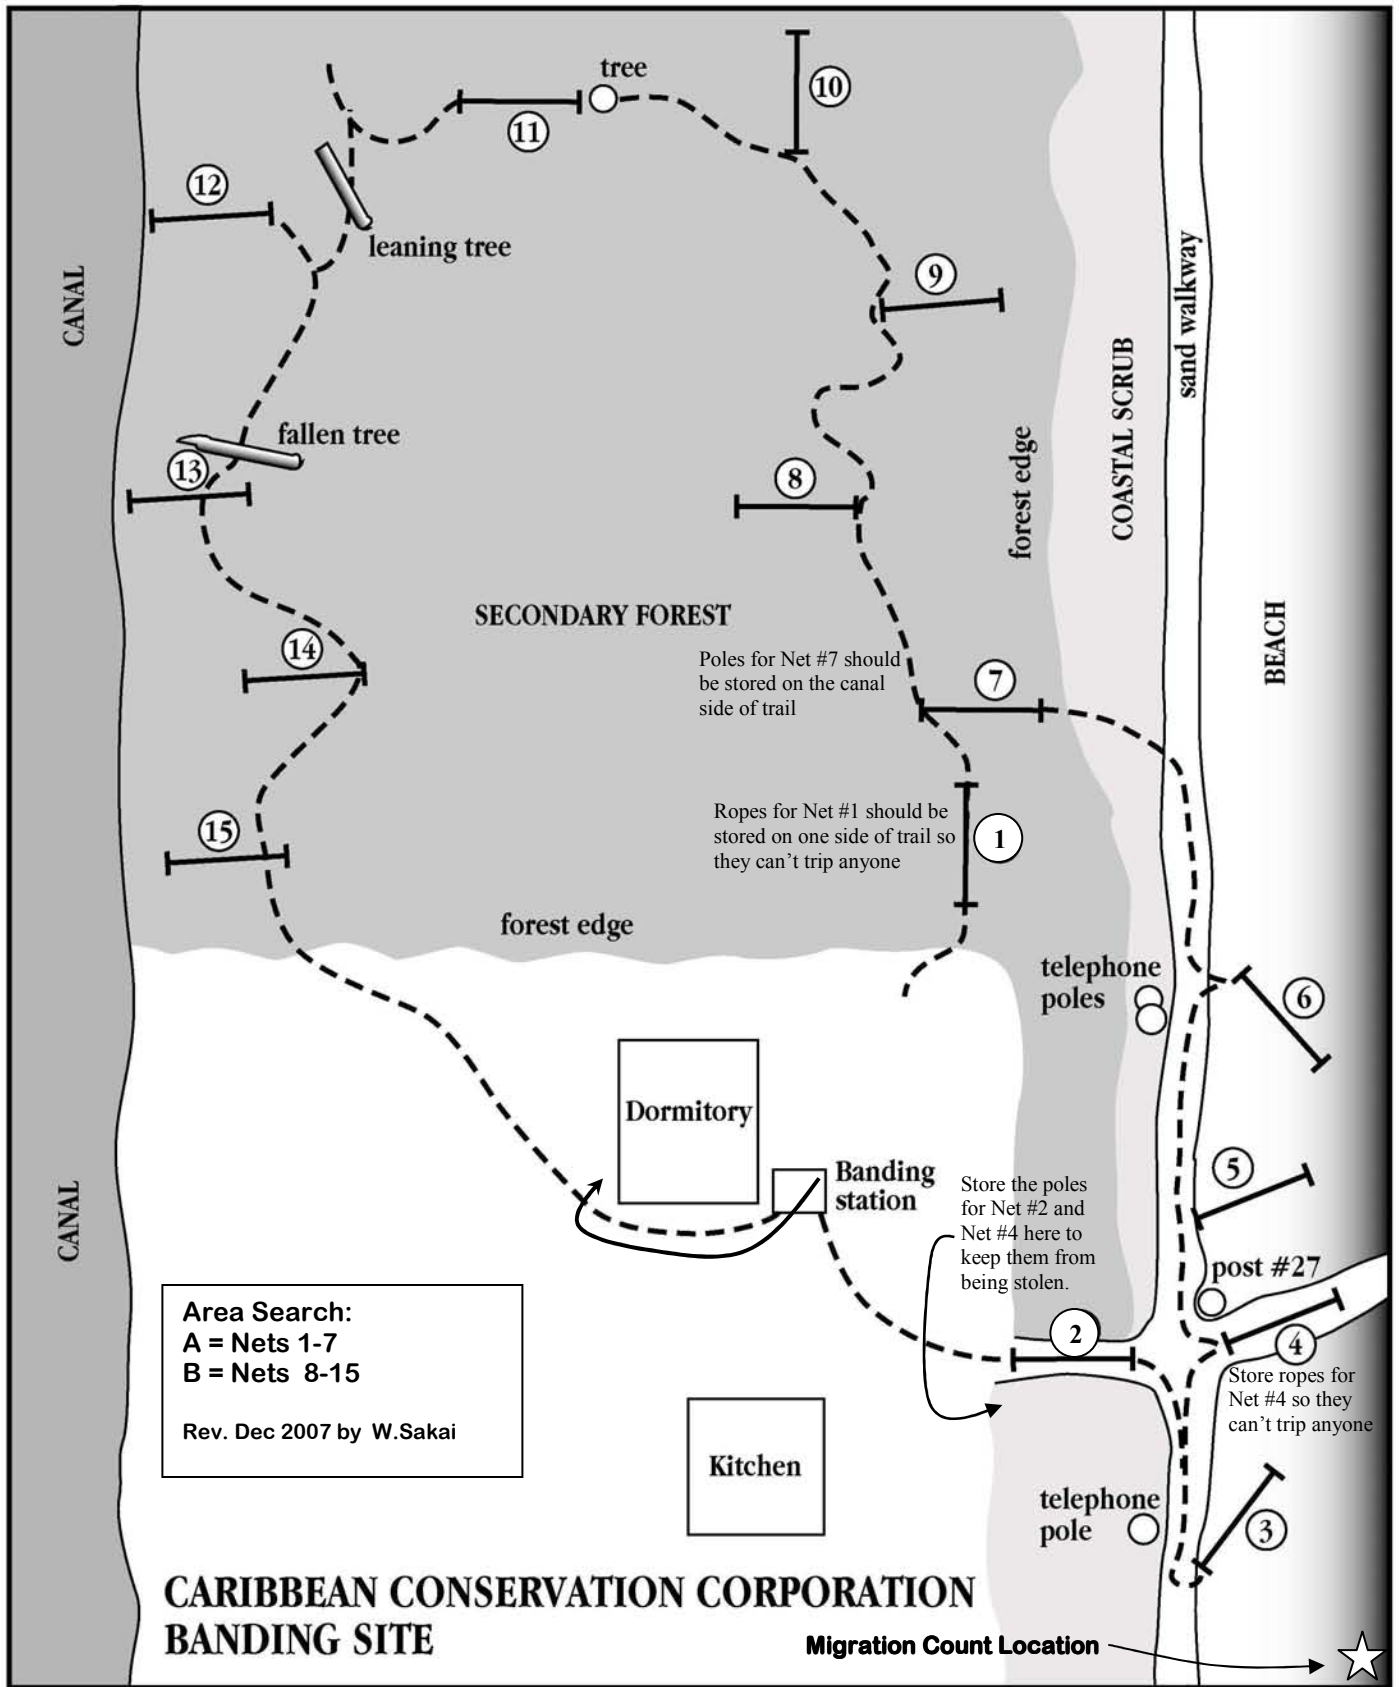 tree
10
11
12
leaning tree
CANAL
9
sand walkway
COASTAL SCRUB
fallen tree
13
8
forest edge
SECONDARY FOREST
14
BEACH
Poles for Net #7 should
be stored on the canal
side of trail
7
Ropes for Net #1 should be
stored on one side of trail so
they can't trip anyone
1
15
forest edge
telephone
poles
6
Dormitory
Banding
station
Store the poles
for Net #2 and
Net #4 here to
keep them from
being stolen.
5
CANAL
post #27
2
4
Store ropes for
Net #4 so they
can't trip anyone
Area Search:
A = Nets 1-7
B = Nets 8-15
Rev. Dec 2007 by W.Sakai
Kitchen
telephone
pole
3
CARIBBEAN CONSERVATION CORPORATION
BANDING SITE
Migration Count Location